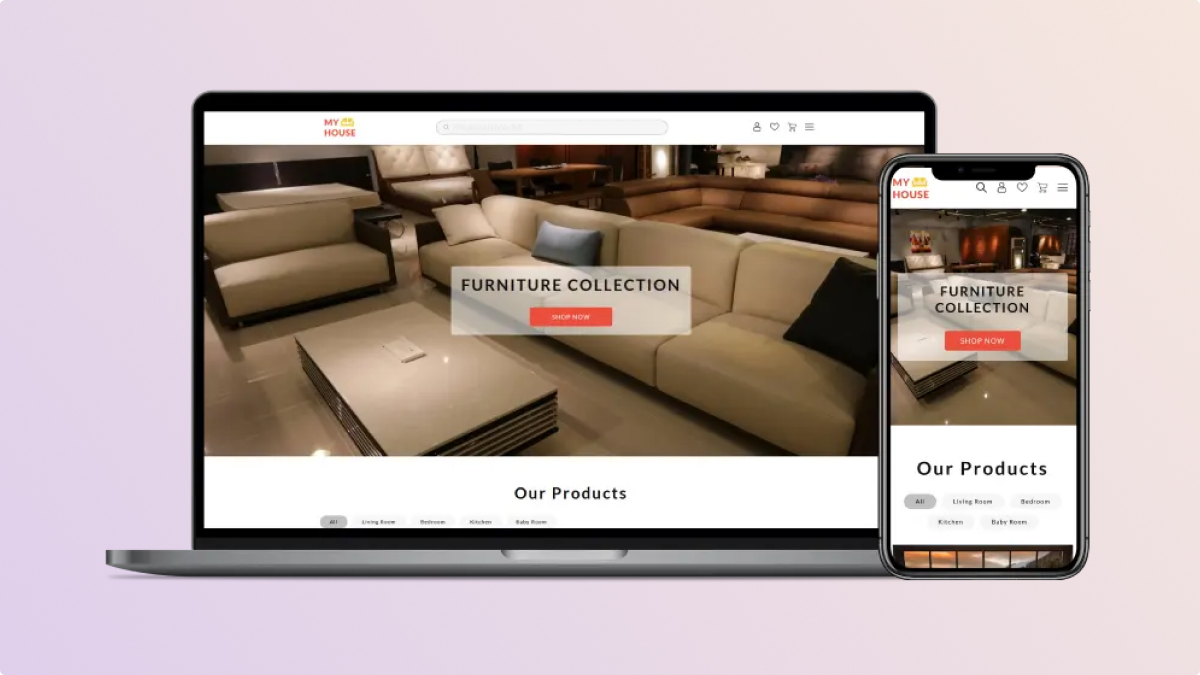 MY
HOUSE
FURNITURE COLLECTION
SHOP NOW
Our Products
All Living Room Bedroom Kitchen Baby Room
MY
HOUSE
FURNITURE
COLLECTION
SHOP NOW
Our Products
All Living Room Bedroom
Kitchen Baby Room